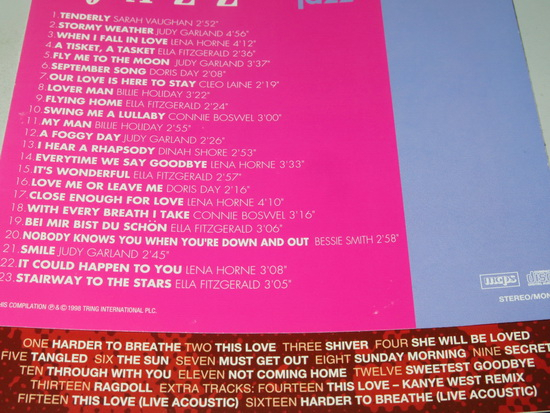 JAZZ
jazz
1. TENDERLY SARAH VAUGHAN 2'52"
2. STORMY WEATHER JUDY GARLAND 4'56"
3. WHEN I FALL IN LOVE LENA HORNE 4'12"
4. A TISKET, A TASKET ELLA FITZGERALD 2'36"
5. FLY ME TO THE MOON JUDY GARLAND 3'37"
6. SEPTEMBER SONG DORIS DAY 2'08"
7. OUR LOVE IS HERE TO STAY CLEO LAINE 2'19"
8. LOVER MAN BILLIE HOLIDAY 3'22"
9. FLYING HOME ELLA FITZGERALD 2'24"
10. SWING ME A LULLABY CONNIE BOSWELL 3'00"
11. MY MAN BILLIE HOLIDAY 2'55"
12. A FOGGY DAY JUDY GARLAND 2'26"
13. I HEAR A RHAPSODY DINAH SHORE 2'53"
14. EVERYTIME WE SAY GOODBYE LENA HORNE 3'33"
15. IT'S WONDERFUL ELLA FITZGERALD 2'57"
16. LOVE ME OR LEAVE ME DORIS DAY 2'16"
17. CLOSE ENOUGH FOR LOVE LENA HORNE 4'10"
18. WITH EVERY BREATH I TAKE CONNIE BOSWEL 3'16"
19. BEI MIR BIST DU SCHÖN ELLA FITZGERALD 3'06"
20. NOBODY KNOWS YOU WHEN YOU'RE DOWN AND OUT BESSIE SMITH 2'58"
21. SMILE JUDY GARLAND 2'45"
22. IT COULD HAPPEN TO YOU LENA HORNE 3'08"
23. STAIRWAY TO THE STARS ELLA FITZGERALD 3'05"
HIS COMPILATION ℗ & © 1998 TRING INTERNATIONAL PLC.
mcps
STEREO/MON
ONE HARDER TO BREATHE TWO THIS LOVE THREE SHIVER FOUR SHE WILL BE LOVED
FIVE TANGLED SIX THE SUN SEVEN MUST GET OUT EIGHT SUNDAY MORNING NINE SECRET
TEN THROUGH WITH YOU ELEVEN NOT COMING HOME TWELVE SWEETEST GOODBYE
THIRTEEN RAGDOLL EXTRA TRACKS: FOURTEEN THIS LOVE – KANYE WEST REMIX
FIFTEEN THIS LOVE (LIVE ACOUSTIC) SIXTEEN HARDER TO BREATHE (LIVE ACOUSTIC)